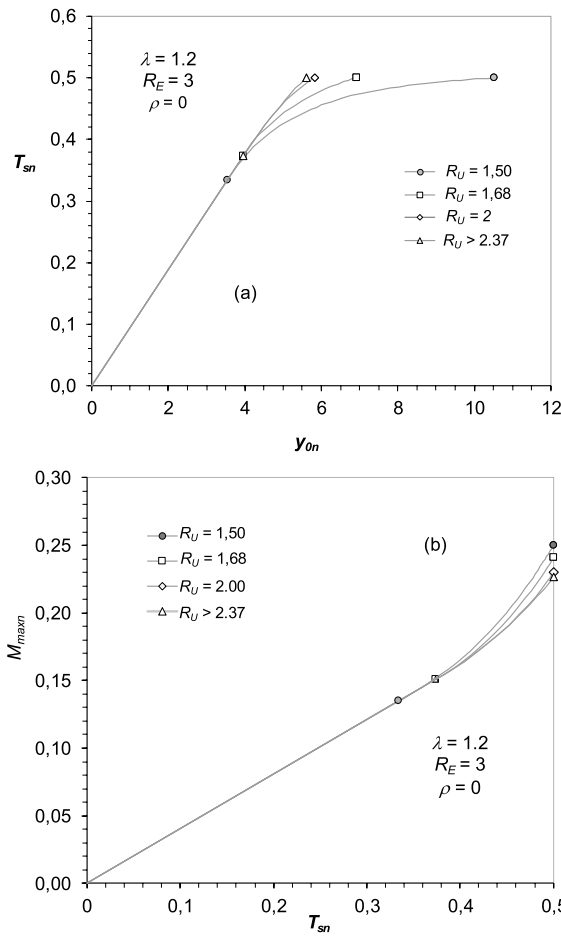 0,6
0,5
0,4
0,3
0,2
0,1
0,0
T_sn
λ = 1.2
R_E = 3
ρ = 0
R_U = 1,50
R_U = 1,68
R_U = 2
R_U > 2.37
(a)
0 2 4 6 8 10 12
y_0n
0,30
0,25
0,20
0,15
0,10
0,05
0,00
M_maxn
R_U = 1,50
R_U = 1,68
R_U = 2.00
R_U > 2.37
(b)
λ = 1.2
R_E = 3
ρ = 0
0 0,1 0,2 0,3 0,4 0,5
T_sn